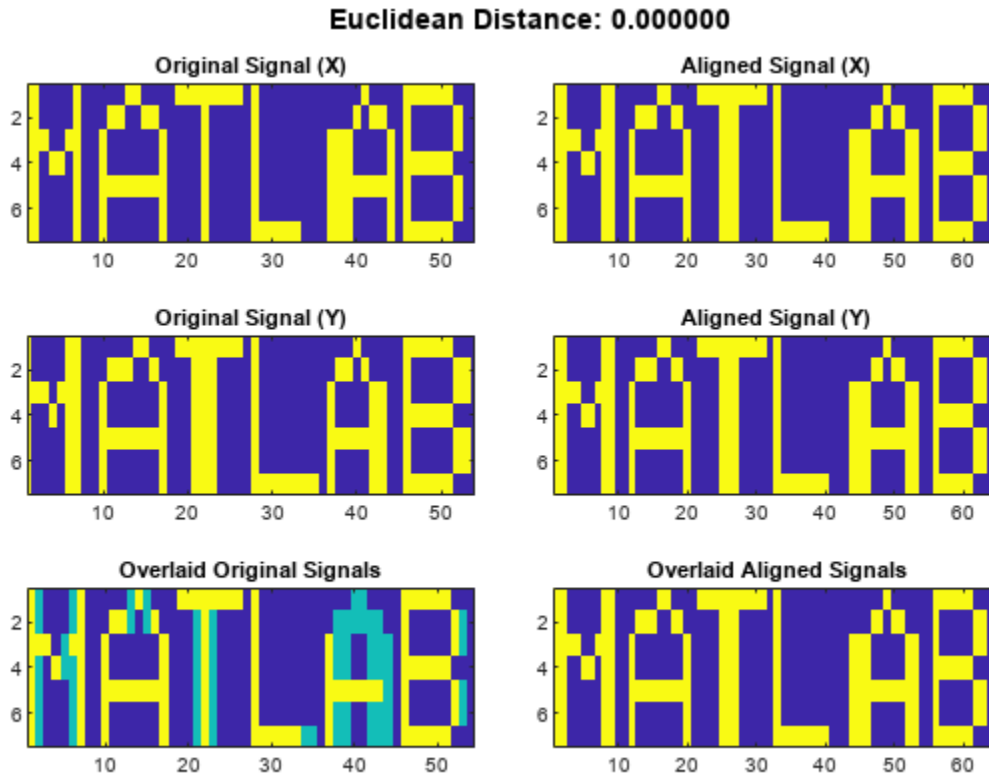 Euclidean Distance: 0.000000
Original Signal (X) Aligned Signal (X)
2 2
4 4
6 6
MATLAB MATLAB
10 20 30 40 50 10 20 30 40 50 60
Original Signal (Y) Aligned Signal (Y)
2 2
4 4
6 6
MATLAB MATLAB
10 20 30 40 50 10 20 30 40 50 60
Overlaid Original Signals Overlaid Aligned Signals
2 2
4 4
6 6
MATLAB MATLAB
10 20 30 40 50 10 20 30 40 50 60